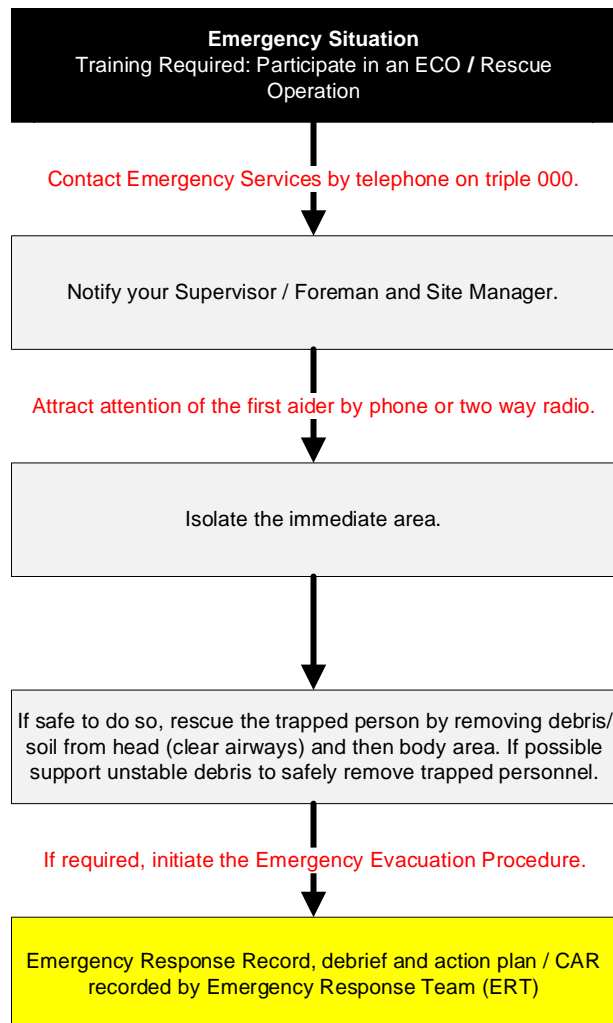 Emergency Situation
Training Required: Participate in an ECO / Rescue
Operation
Contact Emergency Services by telephone on triple 000.
Notify your Supervisor / Foreman and Site Manager.
Attract attention of the first aider by phone or two way radio.
Isolate the immediate area.
If safe to do so, rescue the trapped person by removing debris/
soil from head (clear airways) and then body area. If possible
support unstable debris to safely remove trapped personnel.
If required, initiate the Emergency Evacuation Procedure.
Emergency Response Record, debrief and action plan / CAR
recorded by Emergency Response Team (ERT)